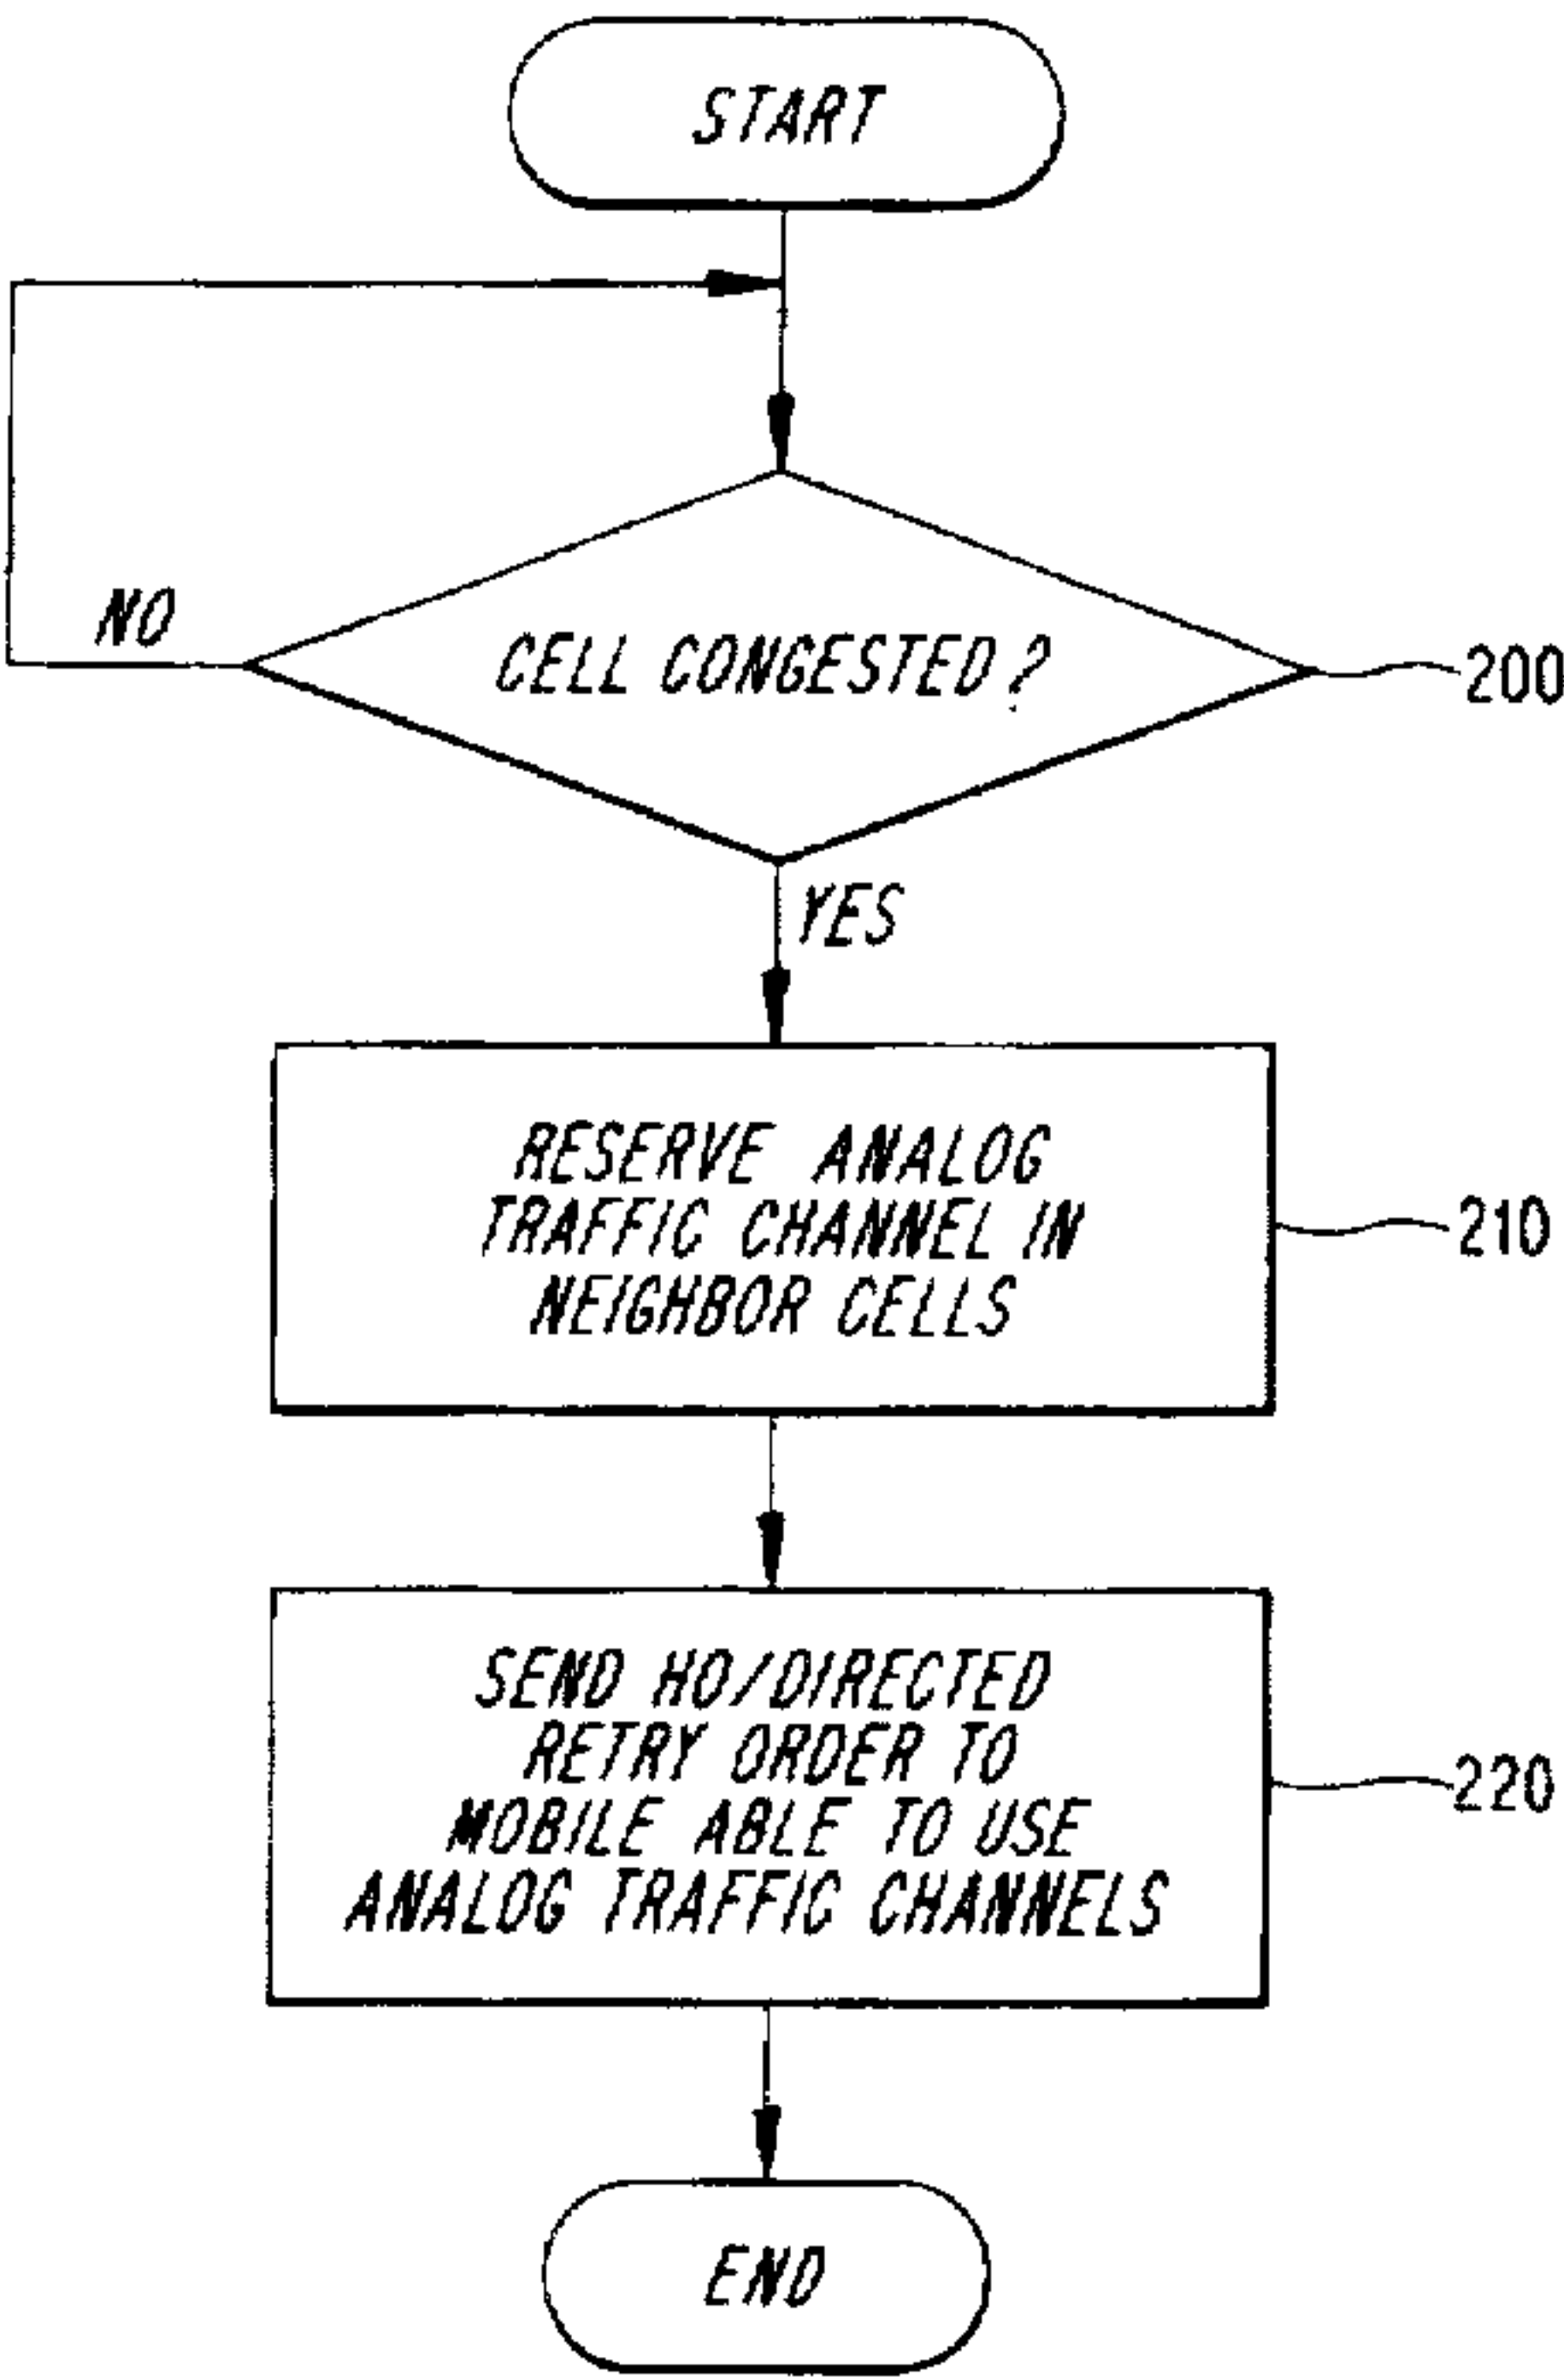 START
NO
CELL CONGESTED?
200
YES
RESERVE ANALOG
TRAFFIC CHANNEL IN
NEIGHBOR CELLS
210
SEND HO/DIRECTED
RETRY ORDER TO
MOBILE ABLE TO USE
ANALOG TRAFFIC CHANNELS
220
END